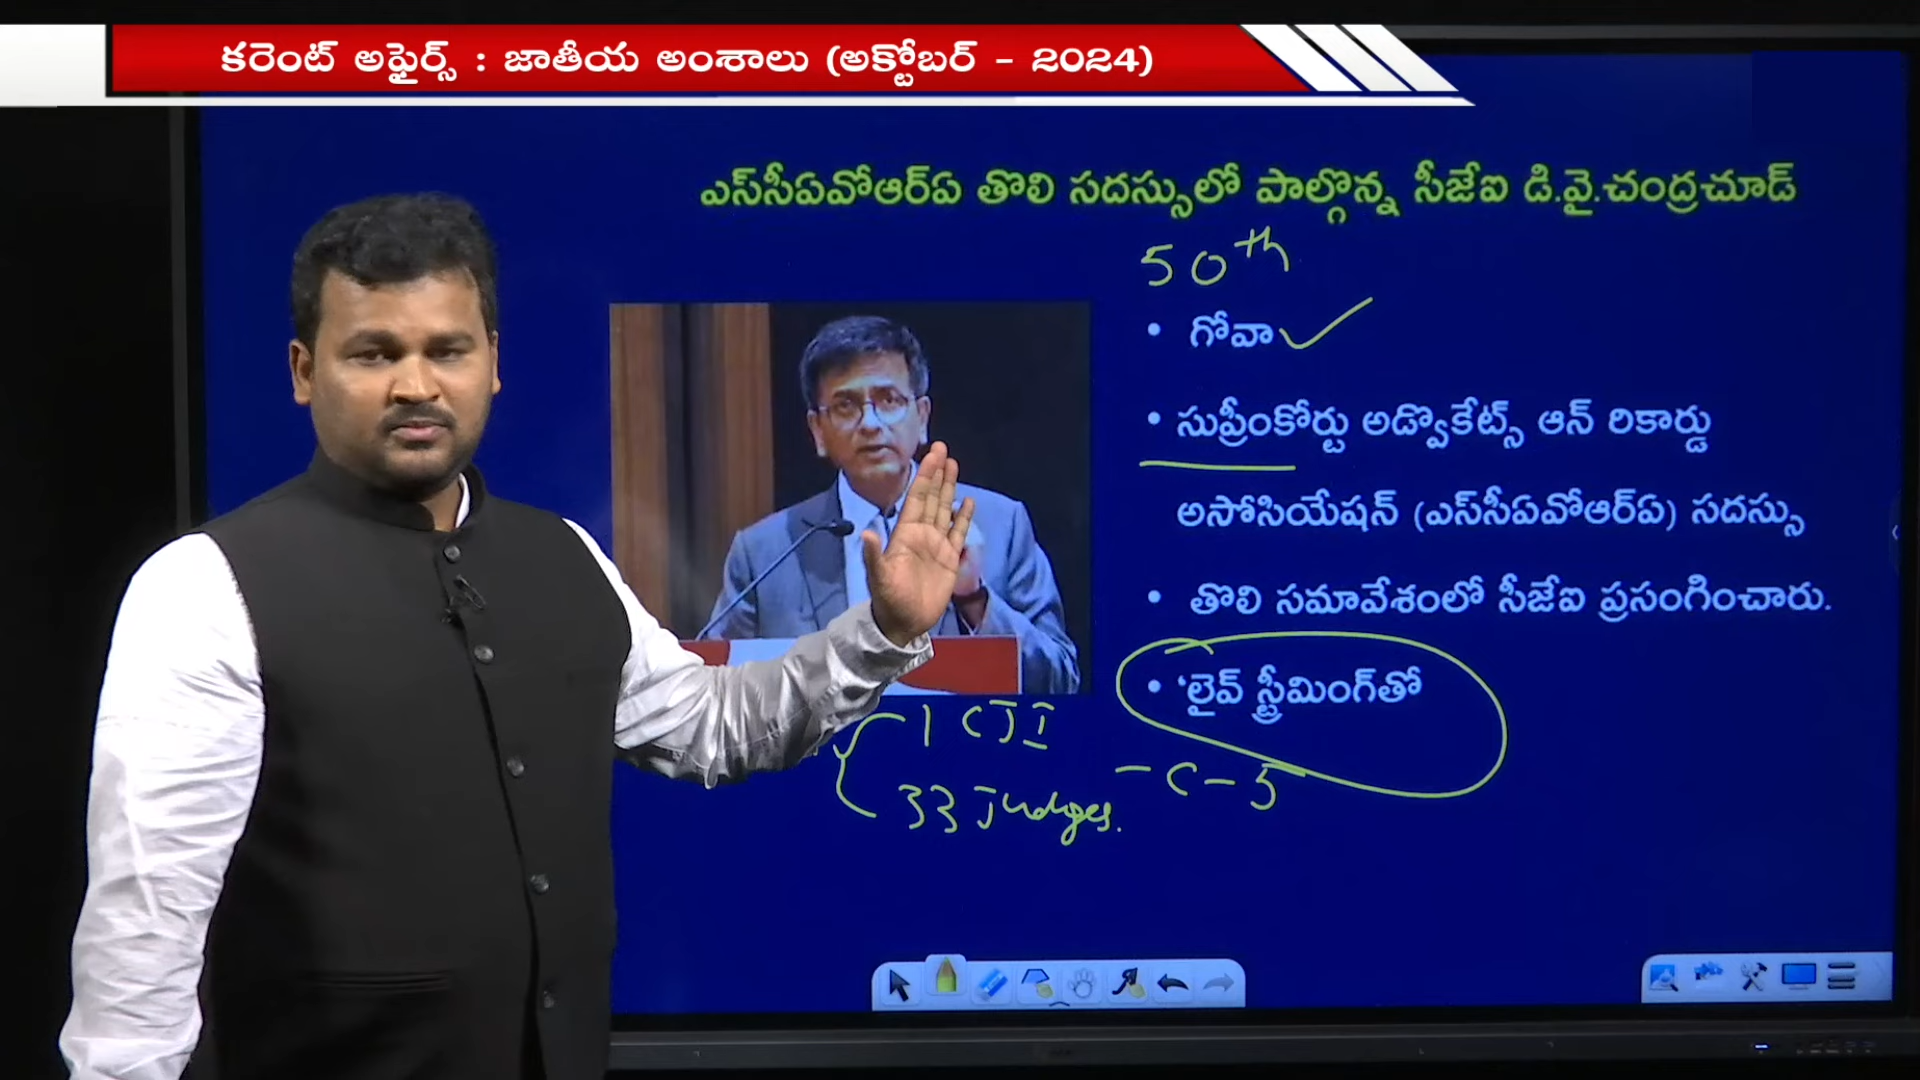 కరెంట్ అఫైర్స్ : జాతీయ అంశాలు (అక్టోబర్ - 2024)
ఎస్‌సీఏవోఆర్‌ఏ తొలి సదస్సులో పాల్గొన్న సీజేఐ డి.వై.చంద్రచూడ్
50th
• గోవా
• సుప్రీంకోర్టు అడ్వొకేట్స్ ఆన్ రికార్డు
అసోసియేషన్ (ఎస్‌సీఏవోఆర్‌ఏ) సదస్సు
• తొలి సమావేశంలో సీజేఐ ప్రసంగించారు.
• ‘లైవ్ స్ట్రీమింగ్‌తో
1 CJI
33 Judges. - C - 5